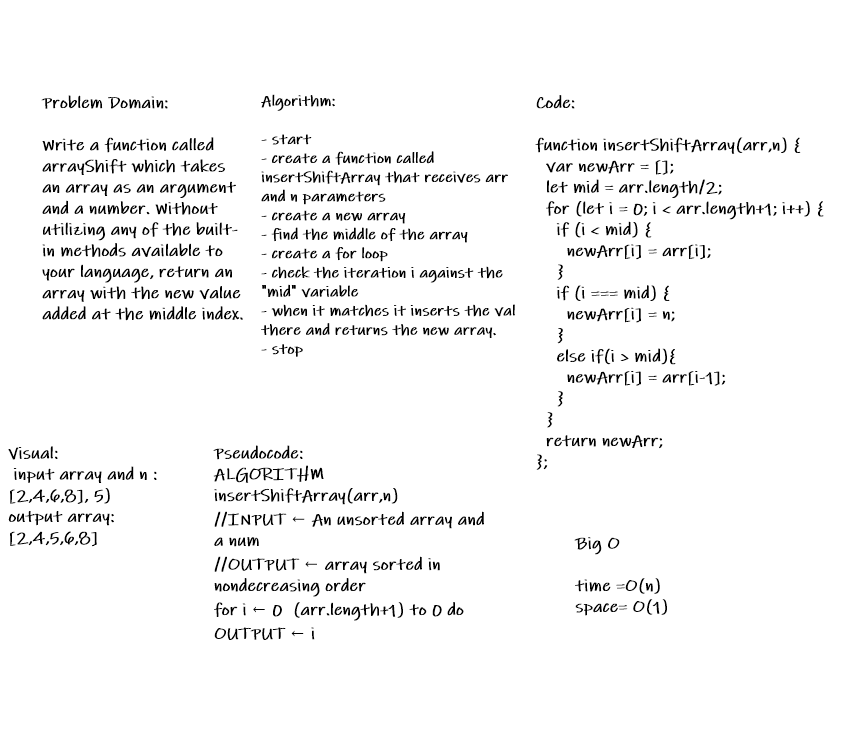 Problem Domain:
Write a function called
arrayShift which takes
an array as an argument
and a number. Without
utilizing any of the built-
in methods available to
your language, return an
array with the new value
added at the middle index.
Algorithm:
- start
- create a function called
insertShiftArray that receives arr
and n parameters
- create a new array
- find the middle of the array
- create a for loop
- check the iteration i against the
"mid" variable
- when it matches it inserts the val
there and returns the new array.
- stop
Code:
function insertShiftArray(arr,n) {
var newArr = [];
let mid = arr.length/2;
for (let i = 0; i < arr.length+1; i++) {
if (i < mid) {
newArr[i] = arr[i];
}
if (i === mid) {
newArr[i] = n;
}
else if(i > mid){
newArr[i] = arr[i-1];
}
}
return newArr;
};
Visual:
input array and n :
[2,4,6,8], 5)
output array:
[2,4,5,6,8]
Pseudocode:
ALGORITHM
insertShiftArray(arr,n)
//INPUT ← An unsorted array and
a num
//OUTPUT ← array sorted in
nondecreasing order
for i ← 0 (arr.length+1) to 0 do
OUTPUT ← i
Big O
time =O(n)
space= O(1)